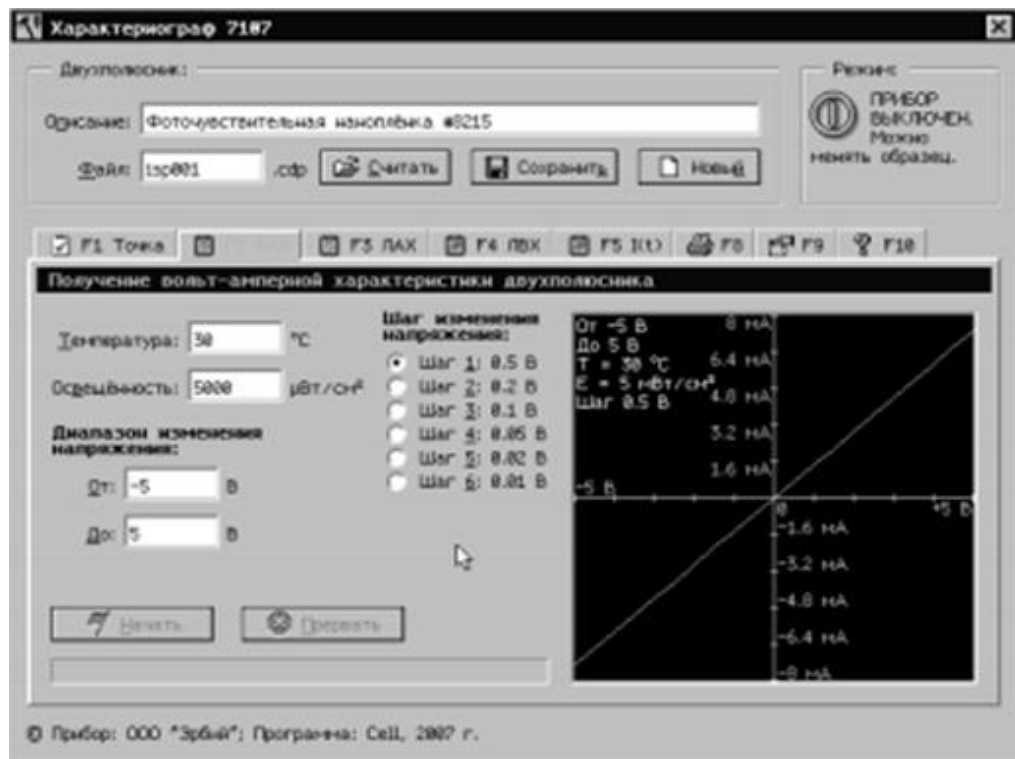 Характериограф 7107
Двухполюсник:
Описание: Фоточувствительная наноплёнка #8215
Файл: isp001 .cdp Считать Сохранить Новый
Режим:
ПРИБОР
ВЫКЛЮЧЕН.
Можно
менять образец.
F1 Точка
F3 ЛАХ F4 ПВХ F5 I(t) F8 F9 F10
Получение вольт-амперной характеристики двухполюсника
Температура: 30 °C
Освещённость: 5000 μВт/см²
Диапазон изменения
напряжения:
От: -5 В
До: 5 В
Шаг изменения
напряжения:
Шаг 1: 0.5 В
Шаг 2: 0.2 В
Шаг 3: 0.1 В
Шаг 4: 0.05 В
Шаг 5: 0.02 В
Шаг 6: 0.01 В
Начать Прервать
От -5 В
До 5 В
T = 30 °C
E = 5 мВт/см²
Шаг 0.5 В
8 мА
6.4 мА
4.8 мА
3.2 мА
1.6 мА
-5 В
0
+5 В
-1.6 мА
-3.2 мА
-4.8 мА
-6.4 мА
-8 мА
© Прибор: ООО "Эрбий"; Программа: Cell, 2007 г.